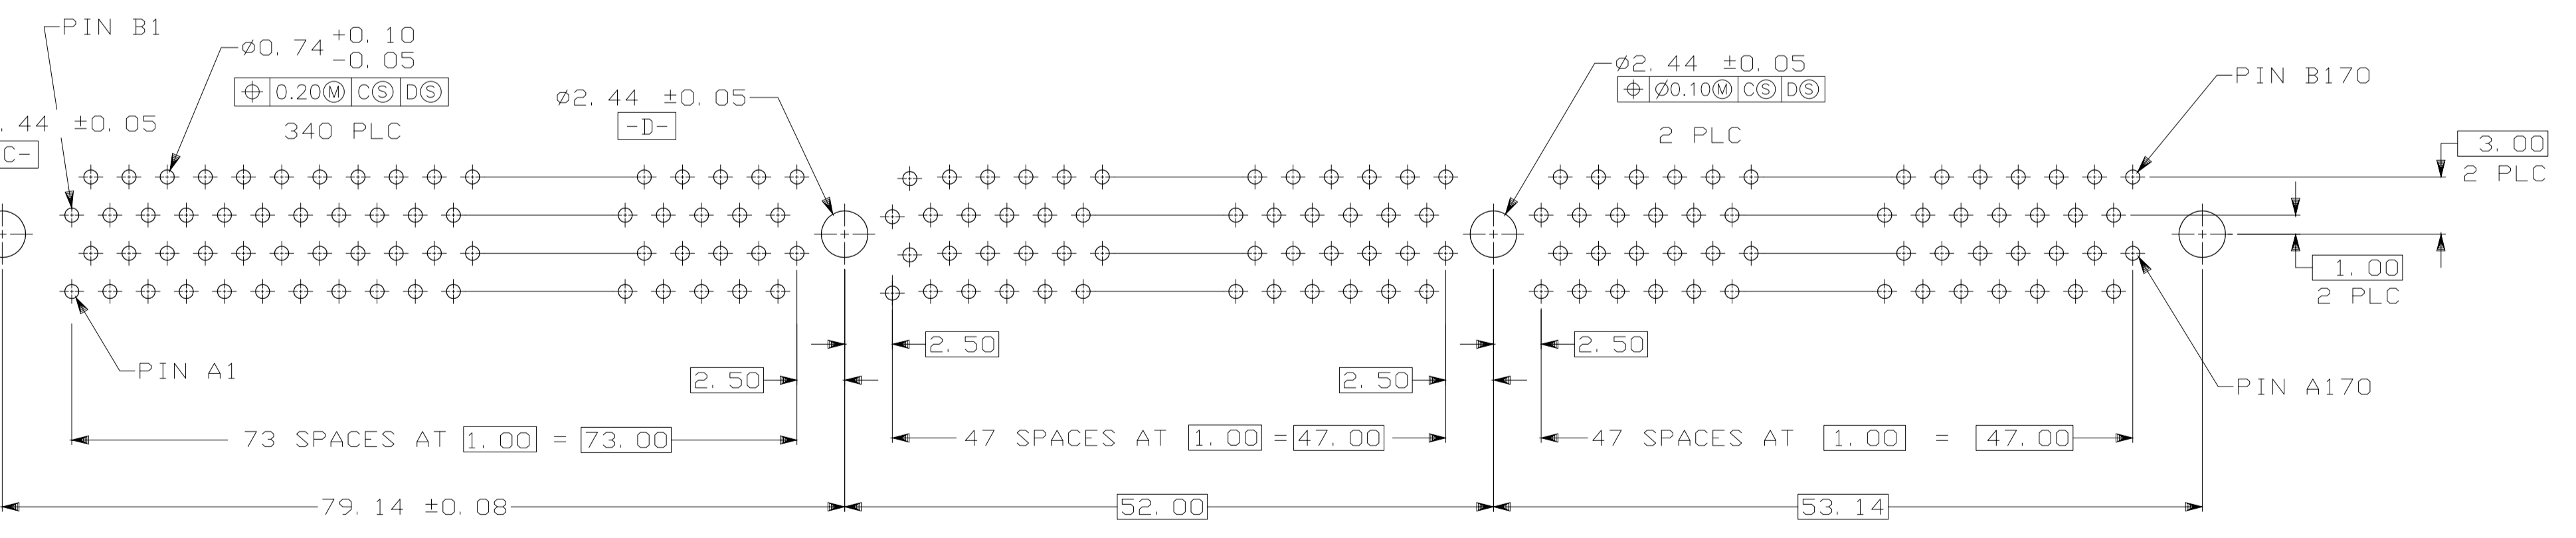 PIN B1
ø0.74 +0.10 -0.05
⌖ 0.20Ⓜ CⓈ DⓈ
340 PLC
.44 ±0.05
C-
ø2.44 ±0.05
-D-
ø2.44 ±0.05
⌖ Ø0.10Ⓜ CⓈ DⓈ
2 PLC
PIN B170
3.00
2 PLC
1.00
2 PLC
PIN A1
2.50
2.50
2.50
2.50
PIN A170
73 SPACES AT 1.00 = 73.00
47 SPACES AT 1.00 = 47.00
47 SPACES AT 1.00 = 47.00
79.14 ±0.08
52.00
53.14